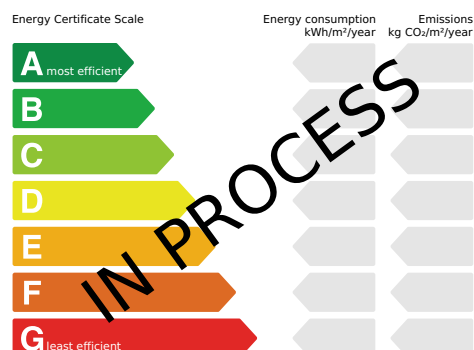 Energy Certificate Scale
Energy consumption
kWh/m²/year
Emissions
kg CO₂/m²/year
A most efficient
B
C
D
E
F
G least efficient
IN PROCESS